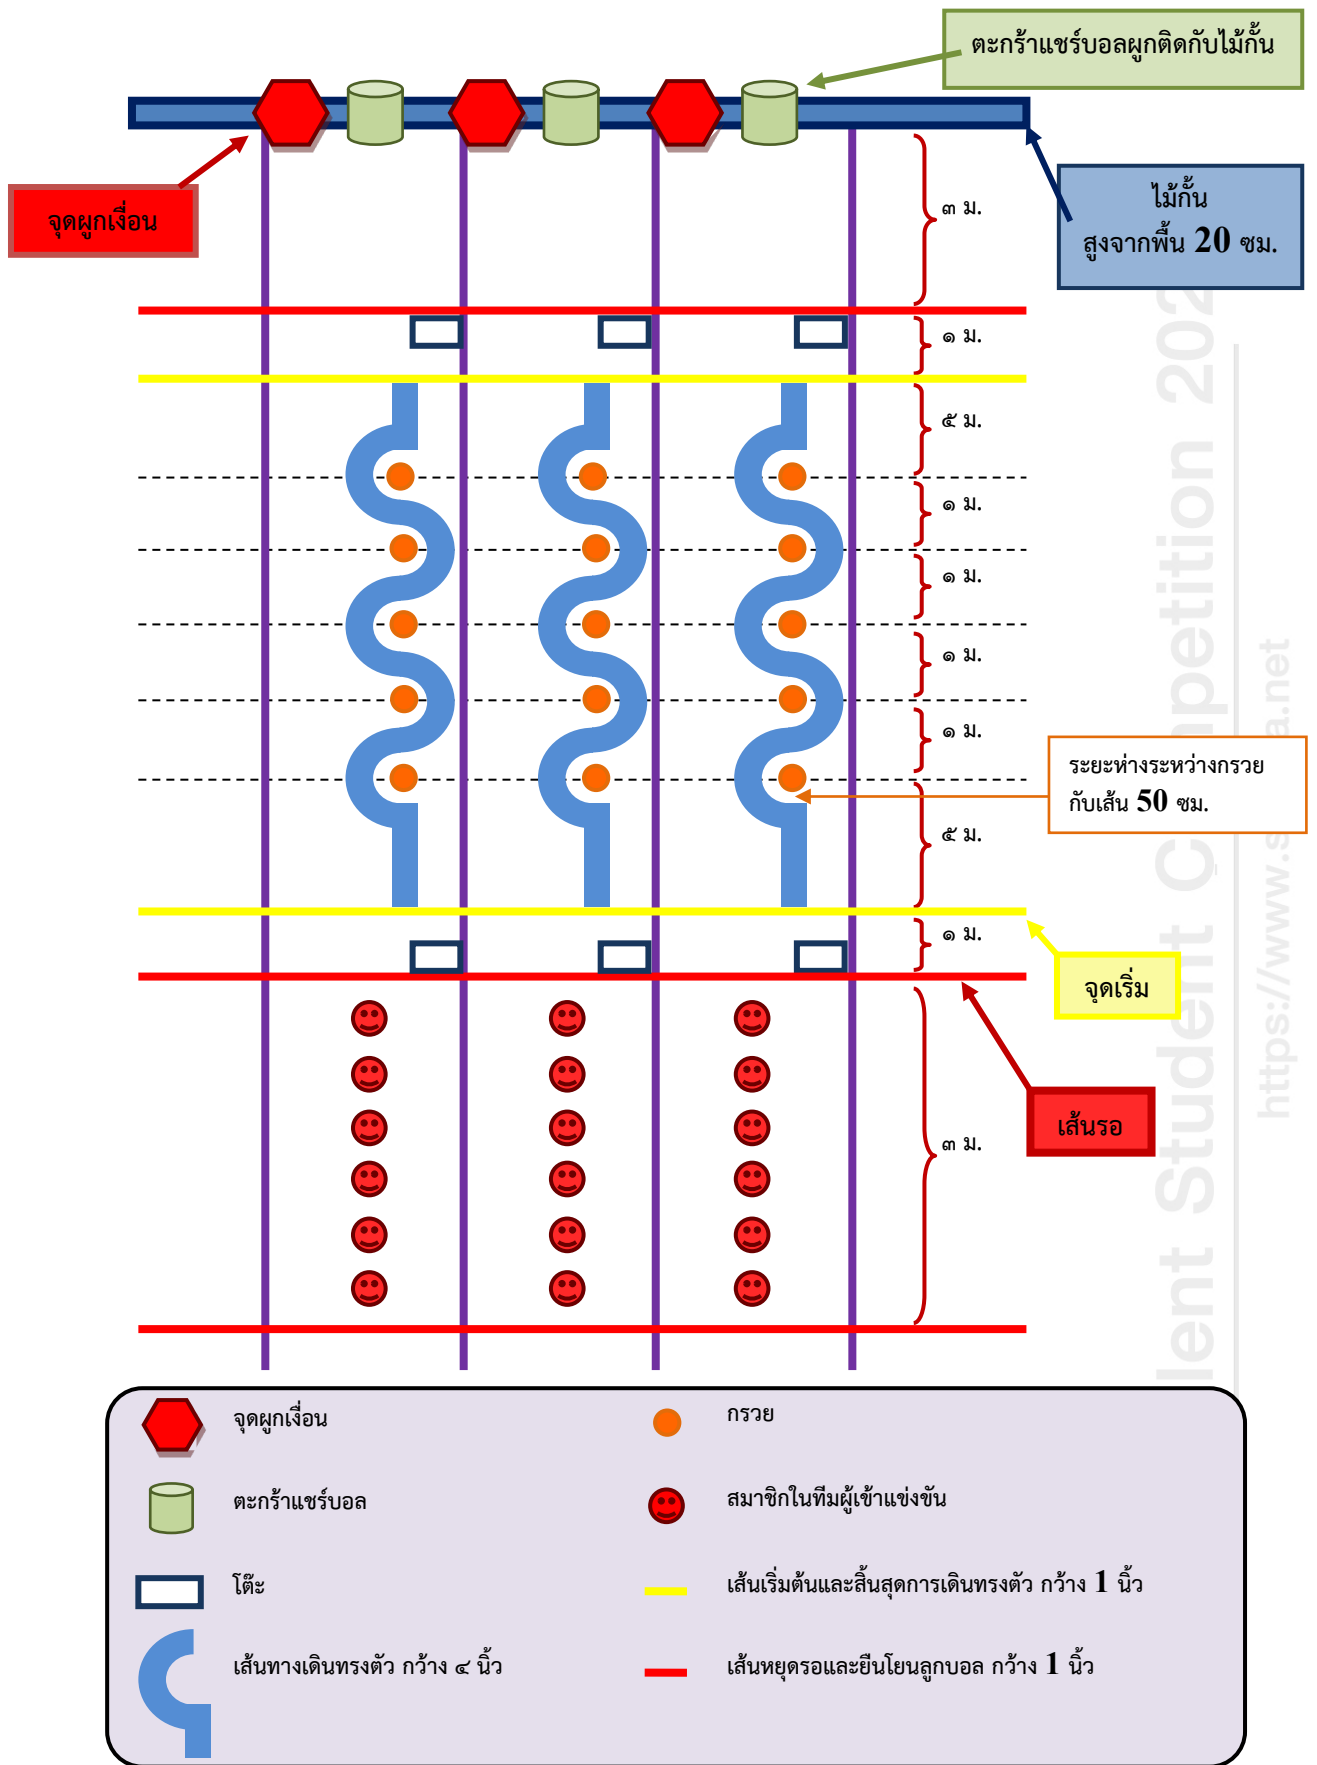 ตะกร้าแชร์บอลผูกติดกับไม้กั้น
ไม้กั้น
สูงจากพื้น 20 ซม.
จุดผูกเงื่อน
๓ ม.
๑ ม.
๕ ม.
๑ ม.
๑ ม.
๑ ม.
๑ ม.
ระยะห่างระหว่างกรวย
กับเส้น 50 ซม.
๕ ม.
๑ ม.
จุดเริ่ม
เส้นรอ
๓ ม.
จุดผูกเงื่อน
กรวย
ตะกร้าแชร์บอล
สมาชิกในทีมผู้เข้าแข่งขัน
โต๊ะ
เส้นเริ่มต้นและสิ้นสุดการเดินทรงตัว กว้าง 1 นิ้ว
เส้นทางเดินทรงตัว กว้าง ๔ นิ้ว
เส้นหยุดรอและยืนโยนลูกบอล กว้าง 1 นิ้ว
Student
https://www.s